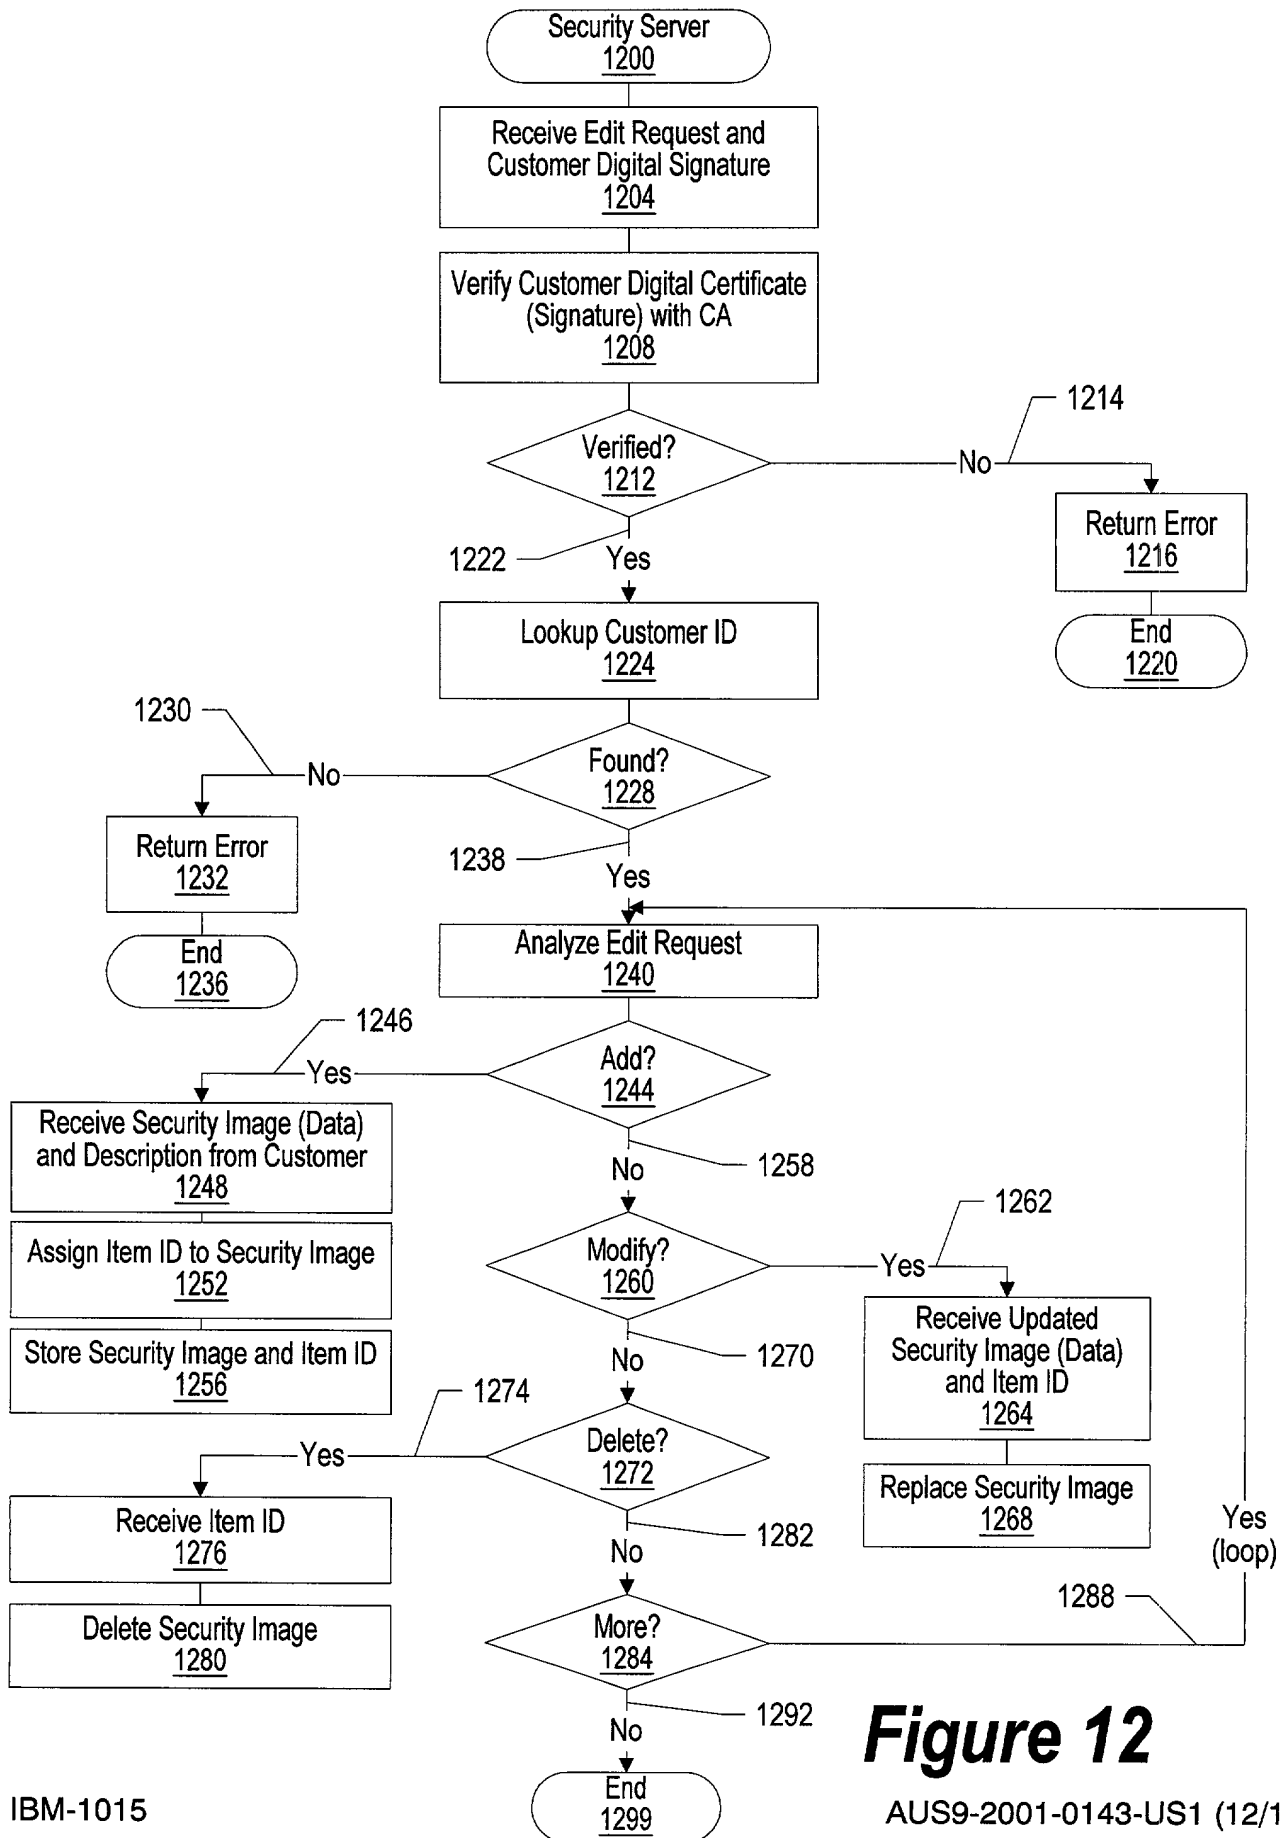 Security Server
1200
Receive Edit Request and
Customer Digital Signature
1204
Verify Customer Digital Certificate
(Signature) with CA
1208
Verified?
1212
No
1214
Return Error
1216
End
1220
1222
Yes
Lookup Customer ID
1224
Found?
1228
1230
No
Return Error
1232
End
1236
1238
Yes
Analyze Edit Request
1240
Add?
1244
1246
Yes
Receive Security Image (Data)
and Description from Customer
1248
Assign Item ID to Security Image
1252
Store Security Image and Item ID
1256
1258
No
Modify?
1260
1262
Yes
Receive Updated
Security Image (Data)
and Item ID
1264
Replace Security Image
1268
1270
No
Delete?
1272
1274
Yes
Receive Item ID
1276
Delete Security Image
1280
1282
No
More?
1284
1288
Yes
(loop)
1292
No
End
1299
Figure 12
IBM-1015
AUS9-2001-0143-US1 (12/1